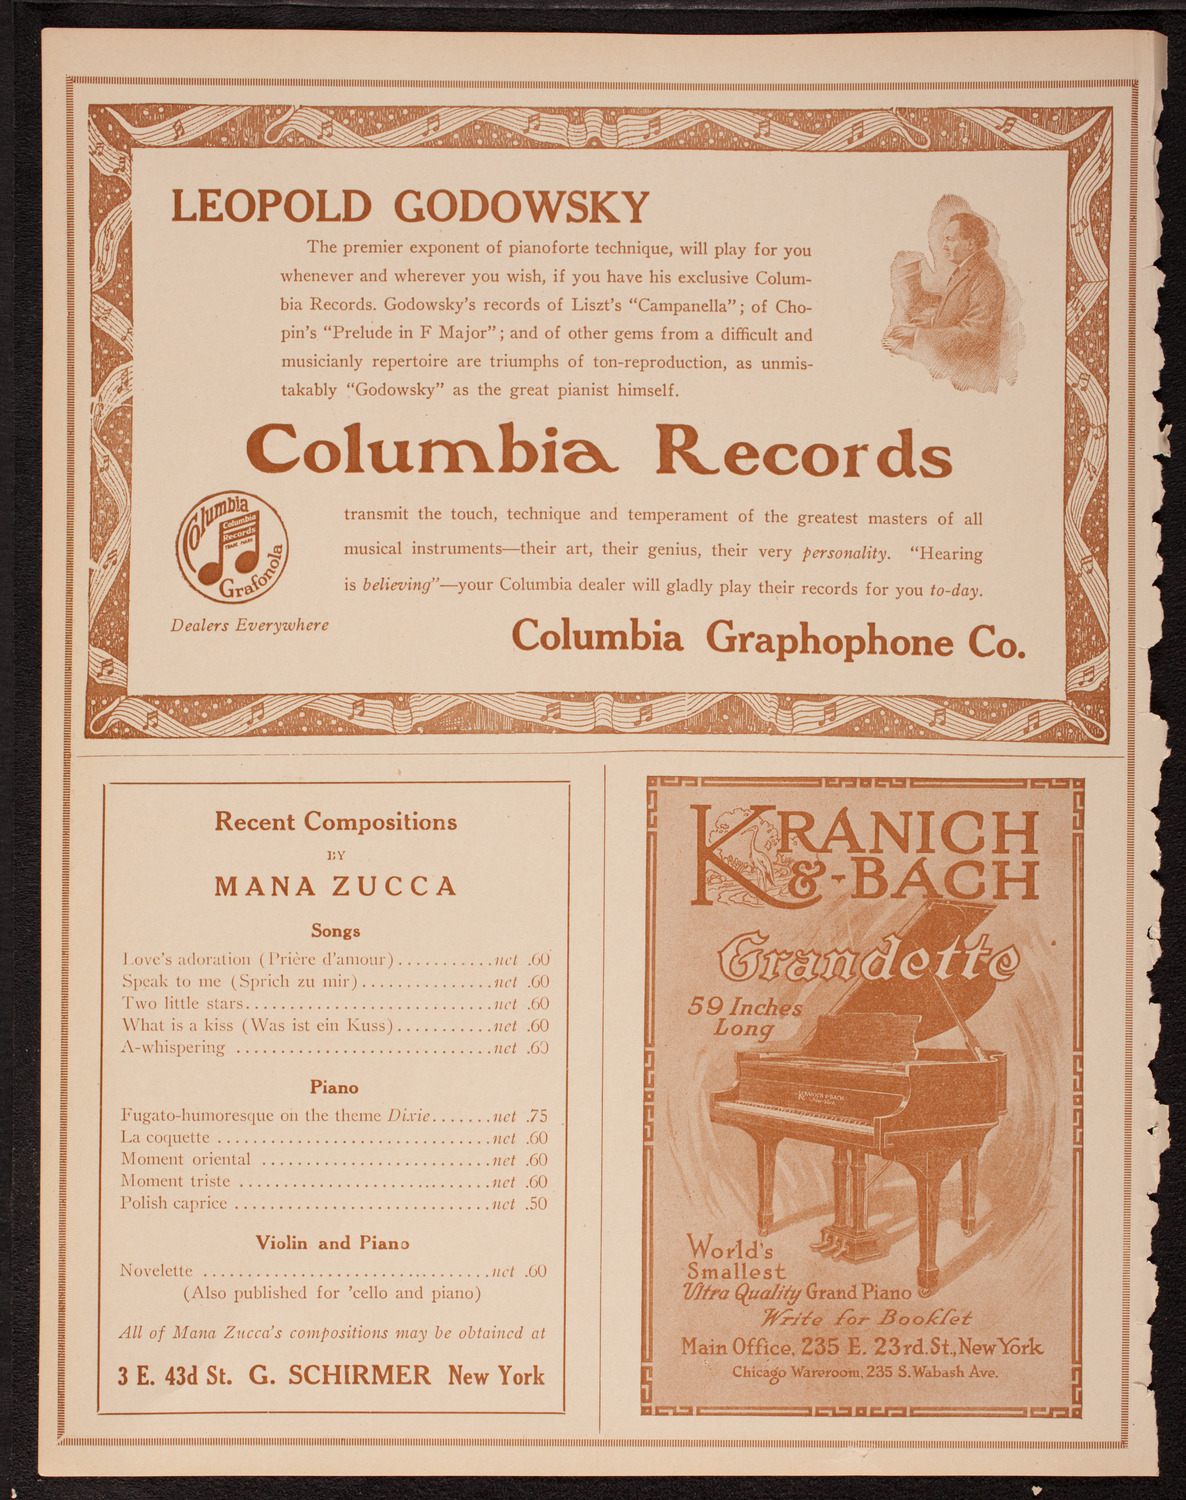 LEOPOLD GODOWSKY
The premier exponent of pianoforte technique, will play for you
whenever and wherever you wish, if you have his exclusive Colum-
bia Records. Godowsky's records of Liszt's "Campanella"; of Cho-
pin's "Prelude in F Major"; and of other gems from a difficult and
musicianly repertoire are triumphs of ton-reproduction, as unmis-
takably "Godowsky" as the great pianist himself.
Columbia Records
Columbia
Columbia
Records
TRADE MARK
Grafonola
transmit the touch, technique and temperament of the greatest masters of all
musical instruments—their art, their genius, their very personality. "Hearing
is believing"—your Columbia dealer will gladly play their records for you to-day.
Dealers Everywhere
Columbia Graphophone Co.
Recent Compositions
BY
MANA ZUCCA
Songs
Love's adoration (Prière d'amour)...........net .60
Speak to me (Sprich zu mir)...............net .60
Two little stars............................net .60
What is a kiss (Was ist ein Kuss)...........net .60
A-whispering .............................net .60
Piano
Fugato-humoresque on the theme Dixie.......net .75
La coquette ...............................net .60
Moment oriental ..........................net .60
Moment triste ............................net .60
Polish caprice .............................net .50
Violin and Piano
Novelette ................................net .60
(Also published for 'cello and piano)
All of Mana Zucca's compositions may be obtained at
3 E. 43d St. G. SCHIRMER New York
KRANICH
&-BACH
Grandette
59 Inches
Long
KRANICH & BACH
New York
World's
Smallest
Ultra Quality Grand Piano
Write for Booklet
Main Office, 235 E. 23rd. St., New York
Chicago Wareroom, 235 S. Wabash Ave.